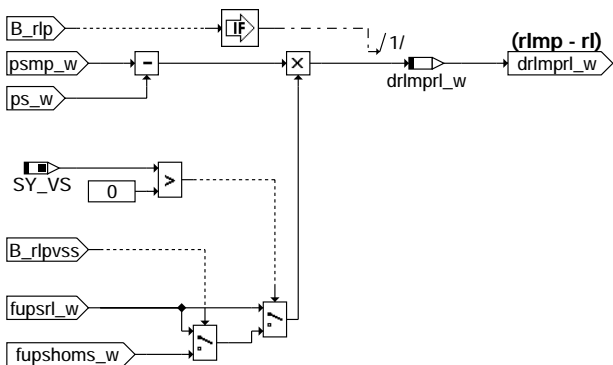 B_rlp
IF
/1/
psmp_w
(rlmp - rl)
drlmprl_w
drlmprl_w
ps_w
SY_VS
0
>
B_rlpvss
fupsrl_w
fupshoms_w